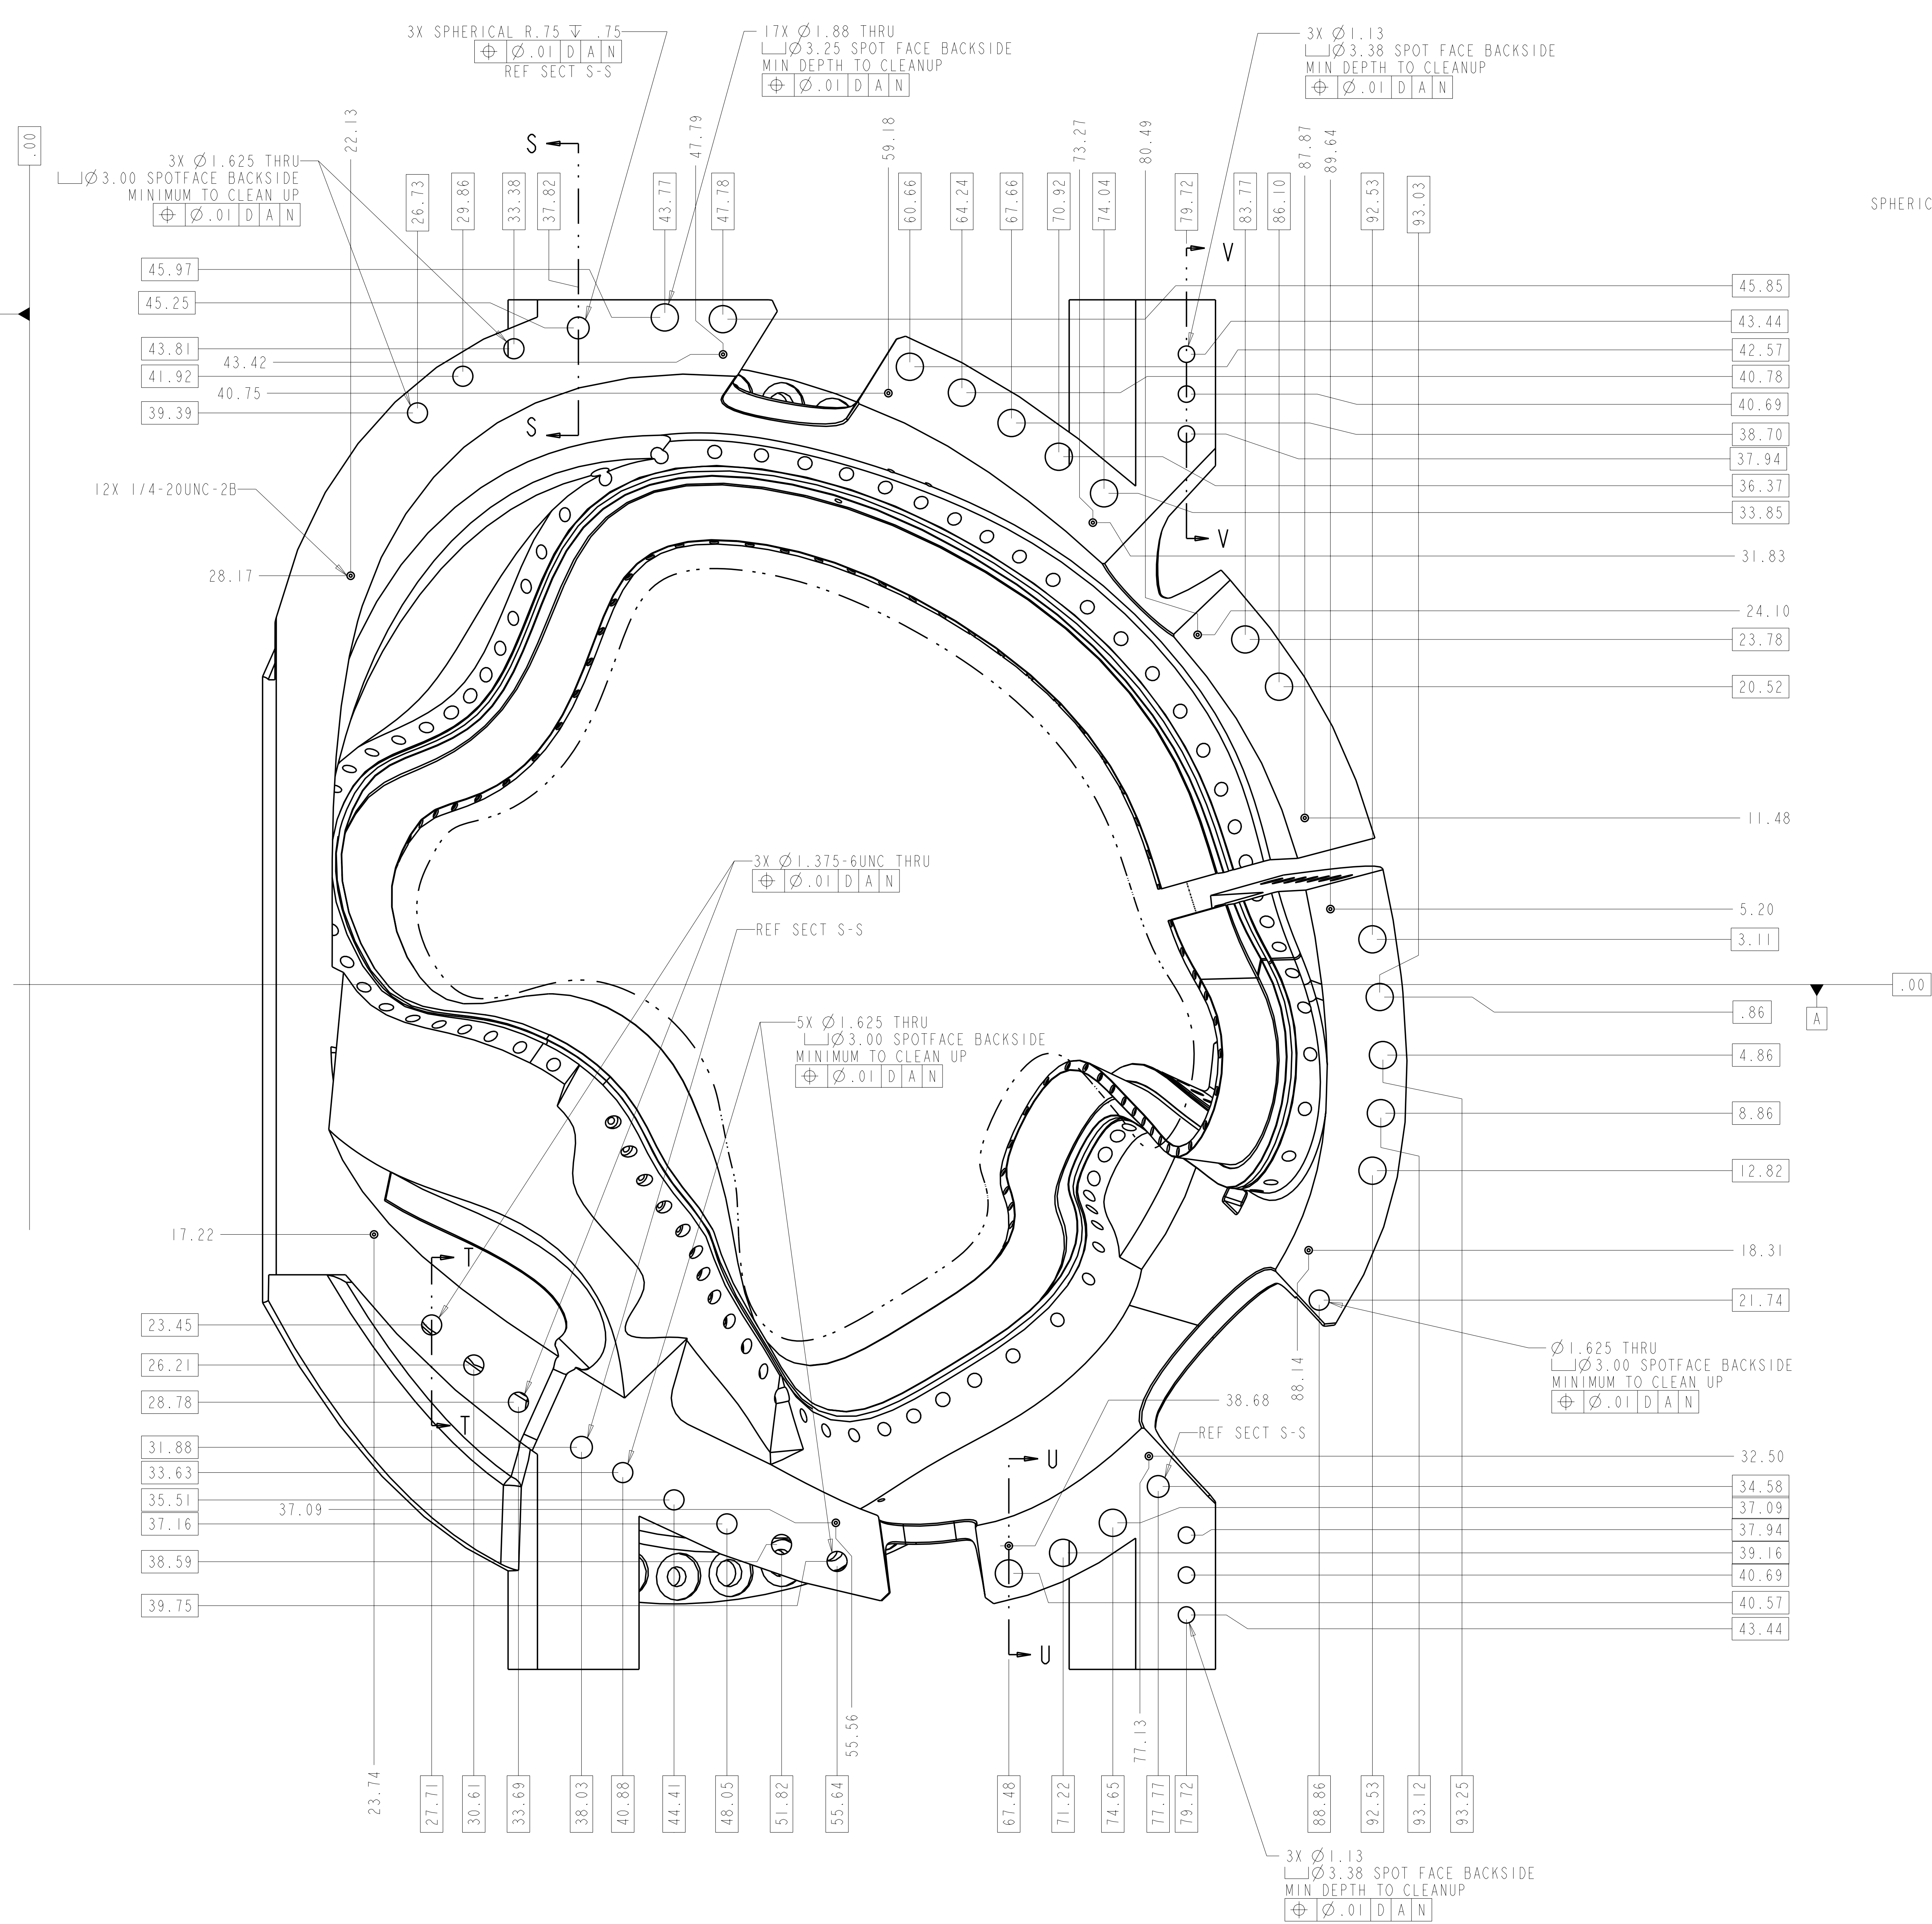 3X SPHERICAL R.75 ↧ .75
⌖ Ø.01 D A N
REF SECT S-S
17X Ø1.88 THRU
⌴Ø3.25 SPOT FACE BACKSIDE
MIN DEPTH TO CLEANUP
⌖ Ø.01 D A N
3X Ø1.13
⌴Ø3.38 SPOT FACE BACKSIDE
MIN DEPTH TO CLEANUP
⌖ Ø.01 D A N
.00
22.13
3X Ø1.625 THRU
⌴Ø3.00 SPOTFACE BACKSIDE
MINIMUM TO CLEAN UP
⌖ Ø.01 D A N
S
47.79
59.18
73.27
80.49
87.87
89.64
26.73
29.86
33.38
37.82
43.77
47.78
60.66
64.24
67.66
70.92
74.04
79.72
83.77
86.10
92.53
93.03
SPHERIC
V
45.97
45.25
43.81
43.42
41.92
40.75
39.39
S
12X 1/4-20UNC-2B
28.17
45.85
43.44
42.57
40.78
40.69
38.70
37.94
36.37
33.85
V
31.83
24.10
23.78
20.52
11.48
3X Ø1.375-6UNC THRU
⌖ Ø.01 D A N
REF SECT S-S
5.20
3.11
.00
.86
A
5X Ø1.625 THRU
⌴Ø3.00 SPOTFACE BACKSIDE
MINIMUM TO CLEAN UP
⌖ Ø.01 D A N
4.86
8.86
12.82
17.22
T
18.31
23.45
26.21
28.78
T
21.74
Ø1.625 THRU
⌴Ø3.00 SPOTFACE BACKSIDE
MINIMUM TO CLEAN UP
⌖ Ø.01 D A N
88.14
38.68
REF SECT S-S
31.88
33.63
35.51
37.09
37.16
38.59
39.75
U
32.50
34.58
37.09
37.94
39.16
40.69
40.57
43.44
U
55.56
77.13
23.74
27.71
30.61
33.69
38.03
40.88
44.41
48.05
51.82
55.64
67.48
71.22
74.65
77.77
79.72
88.86
92.53
93.12
93.25
3X Ø1.13
⌴Ø3.38 SPOT FACE BACKSIDE
MIN DEPTH TO CLEANUP
⌖ Ø.01 D A N